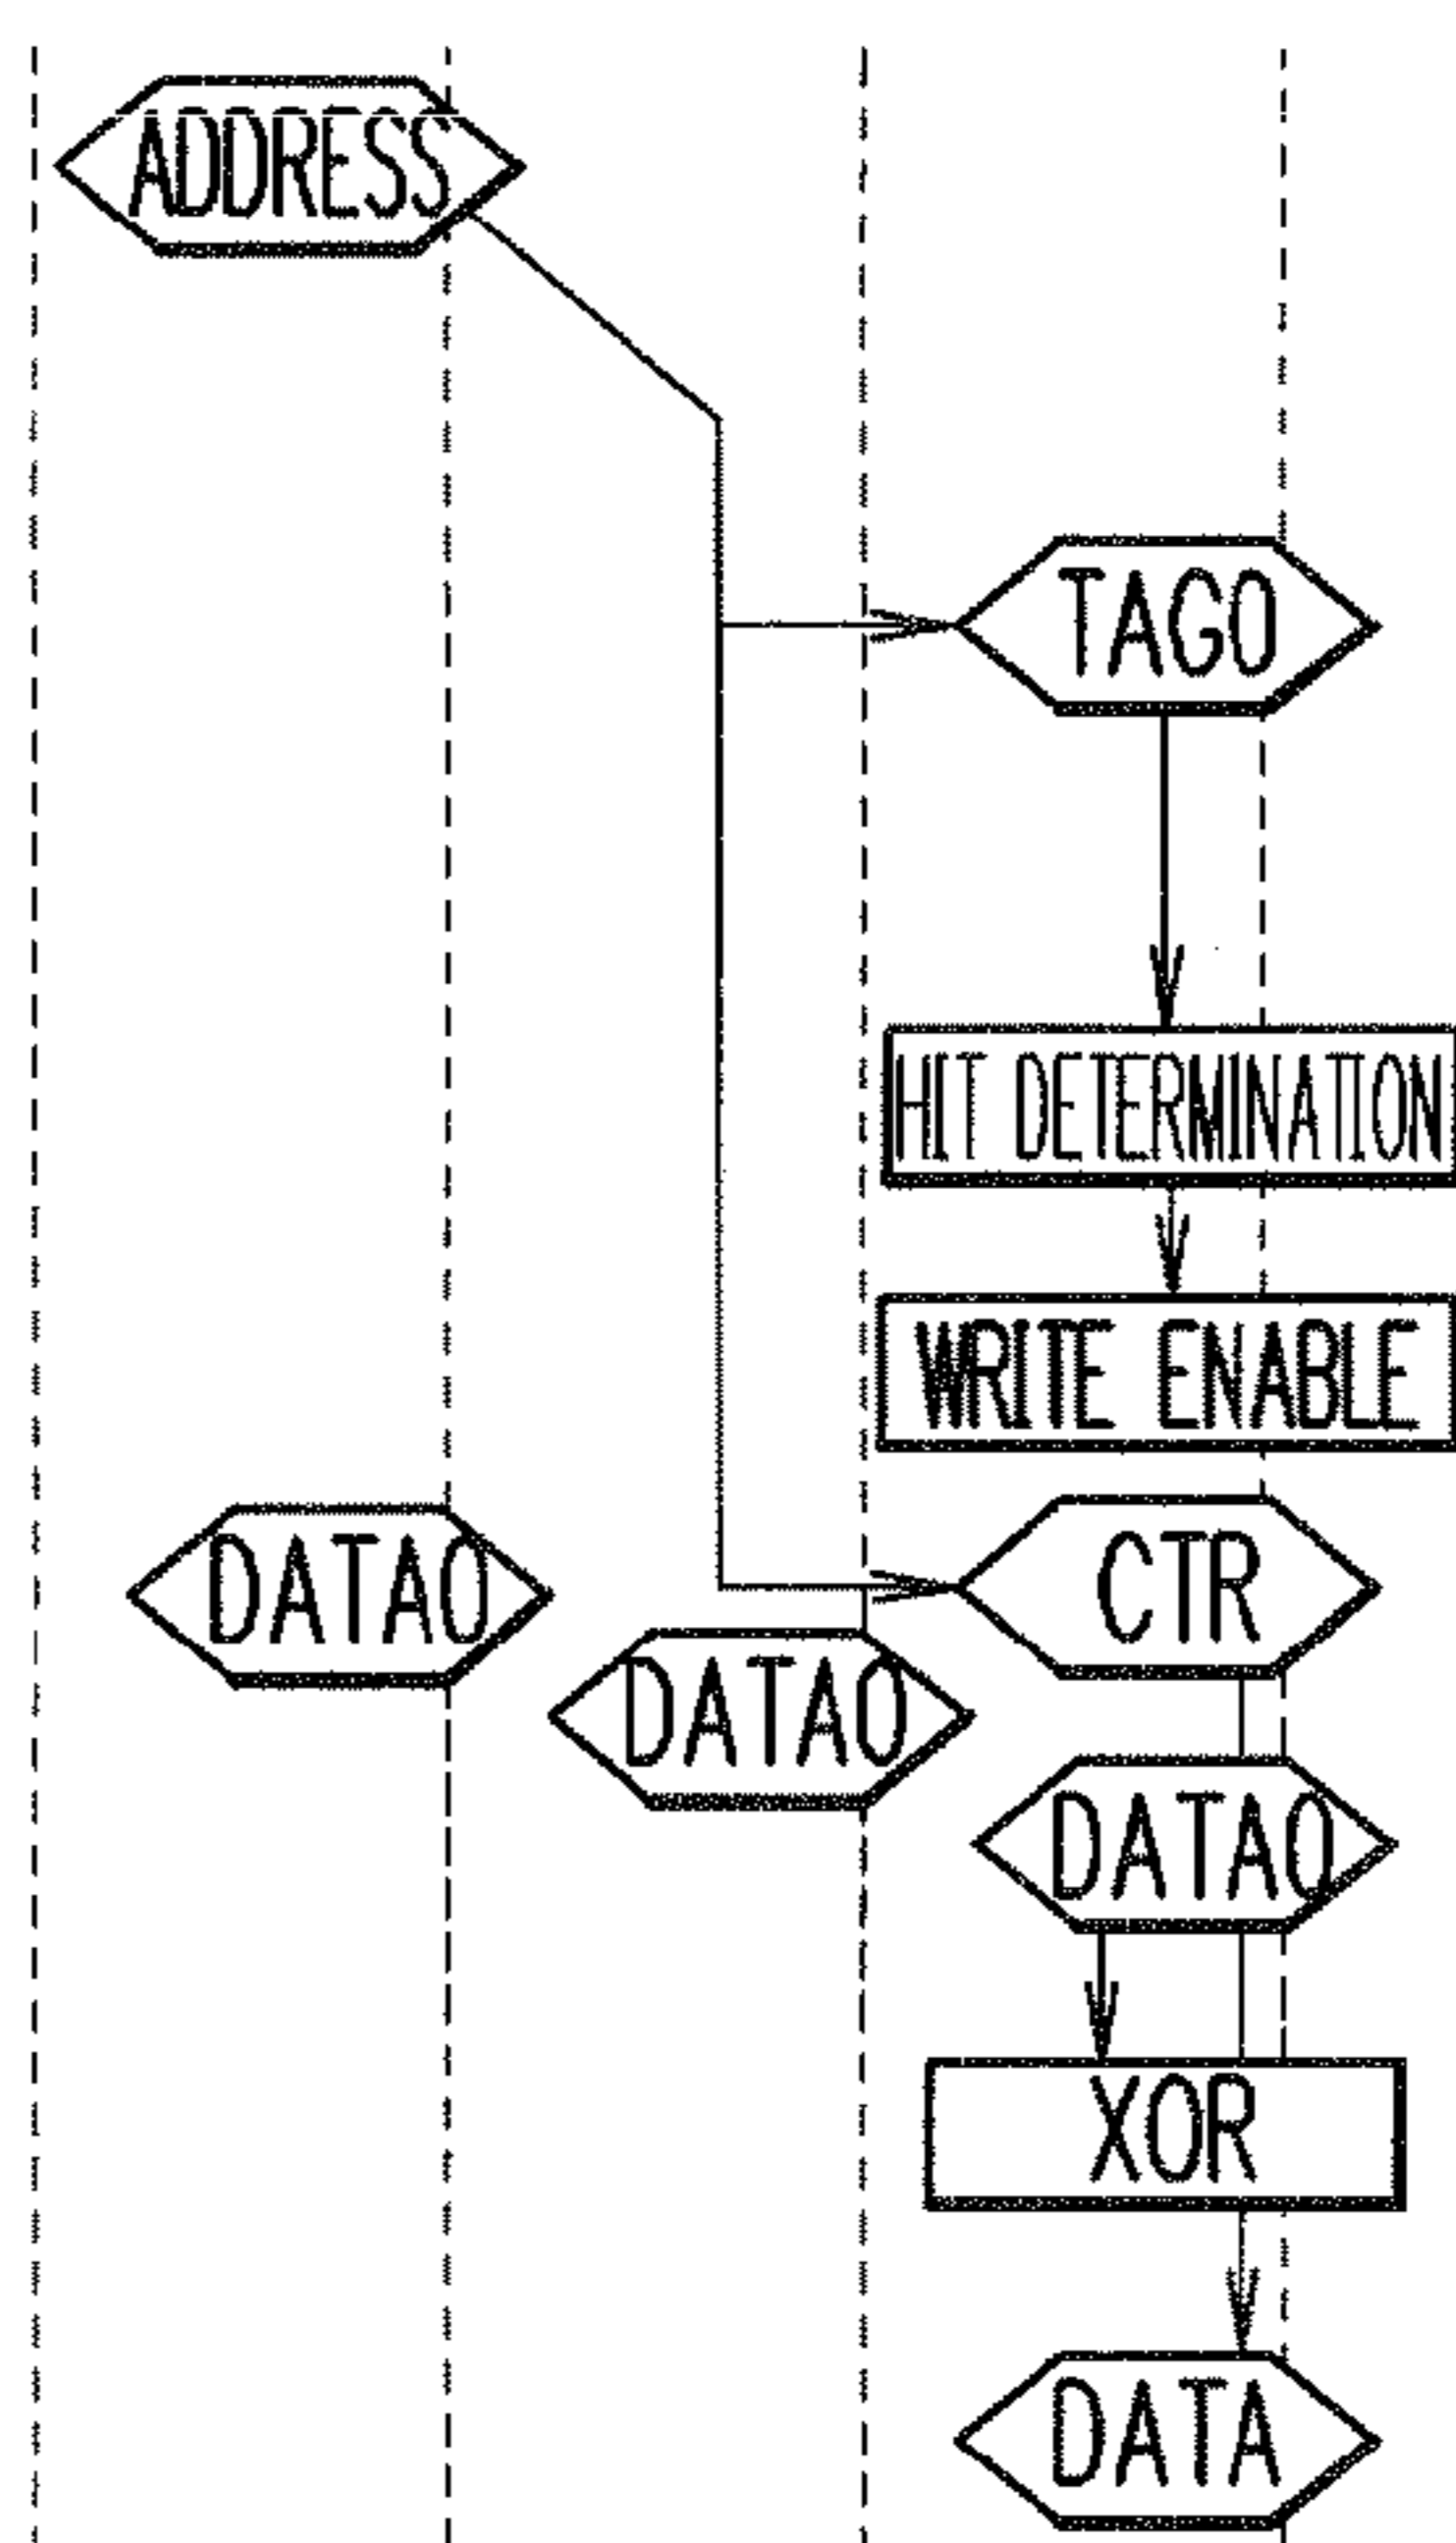 ADDRESS
TAGO
HIT DETERMINATION
WRITE ENABLE
CTR
DATAO
DATAO
DATAO
XOR
DATA